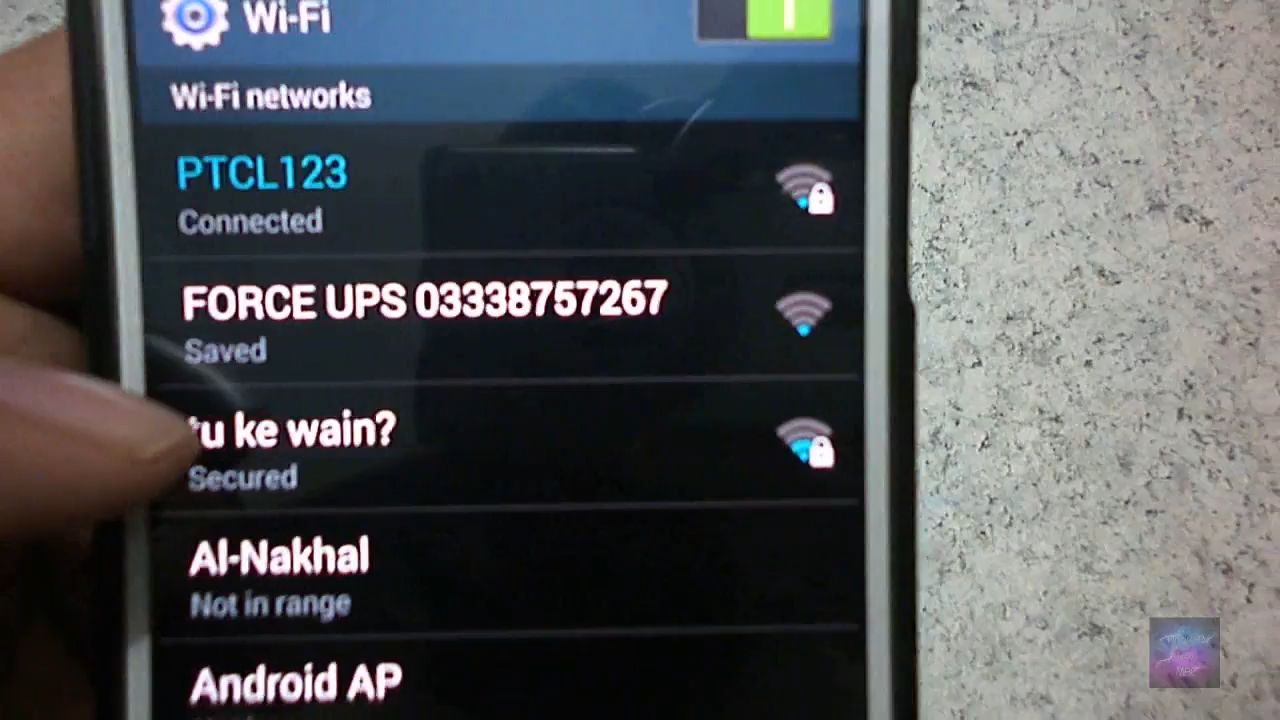 Wi-Fi
Wi-Fi networks
PTCL123
Connected
FORCE UPS 03338757267
Saved
tu ke wain?
Secured
Al-Nakhal
Not in range
Android AP